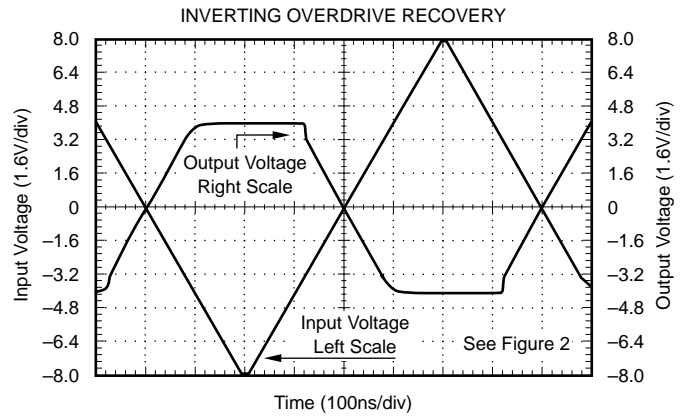 INVERTING OVERDRIVE RECOVERY
8.0
6.4
4.8
3.2
1.6
0
–1.6
–3.2
–4.8
–6.4
–8.0
Input Voltage (1.6V/div)
Output Voltage
Right Scale
Input Voltage
Left Scale
See Figure 2
8.0
6.4
4.8
3.2
1.6
0
–1.6
–3.2
–4.8
–6.4
–8.0
Output Voltage (1.6V/div)
Time (100ns/div)